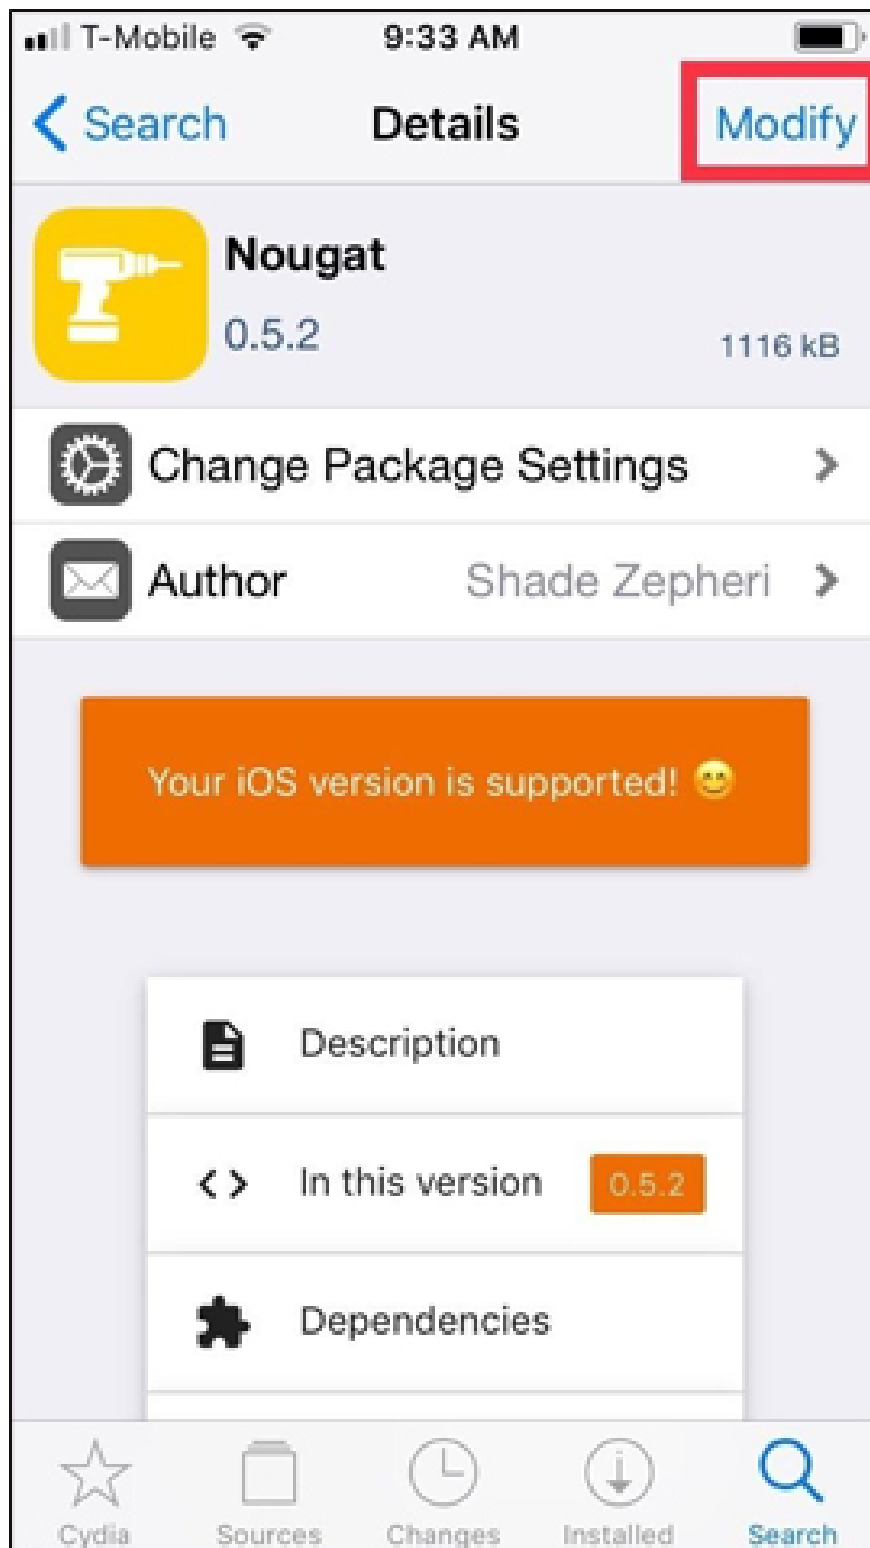 T-Mobile 9:33 AM
Search Details Modify
Nougat
0.5.2 1116 kB
Change Package Settings
Author Shade Zepheri
Your iOS version is supported! 😊
Description
In this version 0.5.2
Dependencies
Cydia Sources Changes Installed Search